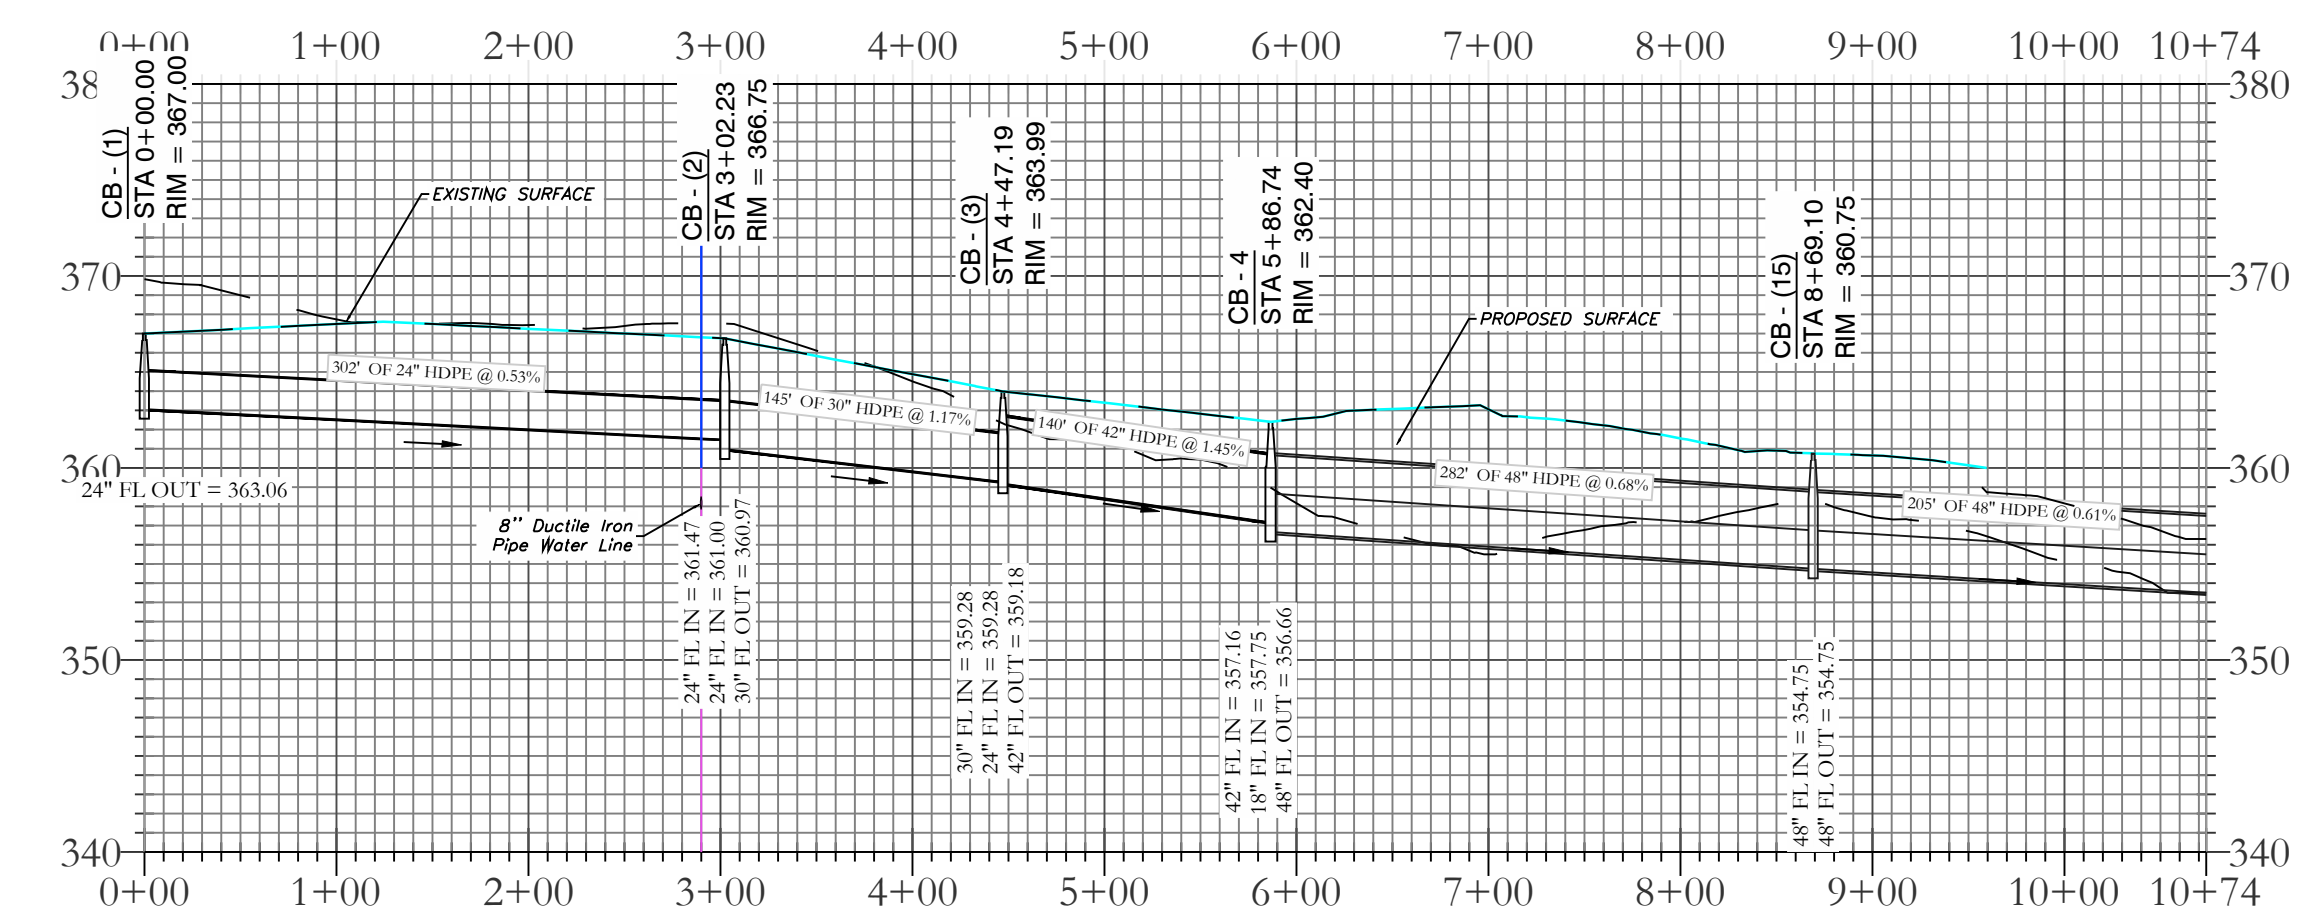 0+00 1+00 2+00 3+00 4+00 5+00 6+00 7+00 8+00 9+00 10+00 10+74
38
380
CB - (1)
STA 0+00.00
RIM = 367.00
CB - (2)
STA 3+02.23
RIM = 366.75
CB - (3)
STA 4+47.19
RIM = 363.99
CB - 4
STA 5+86.74
RIM = 362.40
CB - (15)
STA 8+69.10
RIM = 360.75
EXISTING SURFACE
370
370
PROPOSED SURFACE
302' OF 24" HDPE @ 0.53%
145' OF 30" HDPE @ 1.17%
140' OF 42" HDPE @ 1.45%
282' OF 48" HDPE @ 0.68%
205' OF 48" HDPE @ 0.61%
360
360
24" FL OUT = 363.06
8'' Ductile Iron
Pipe Water Line
24" FL IN = 361.47
24" FL IN = 361.00
30" FL OUT = 360.97
30" FL IN = 359.28
24" FL IN = 359.28
42" FL OUT = 359.18
42" FL IN = 357.16
18" FL IN = 357.75
48" FL OUT = 356.66
48" FL IN = 354.75
48" FL OUT = 354.75
350
350
340
340
0+00 1+00 2+00 3+00 4+00 5+00 6+00 7+00 8+00 9+00 10+00 10+74